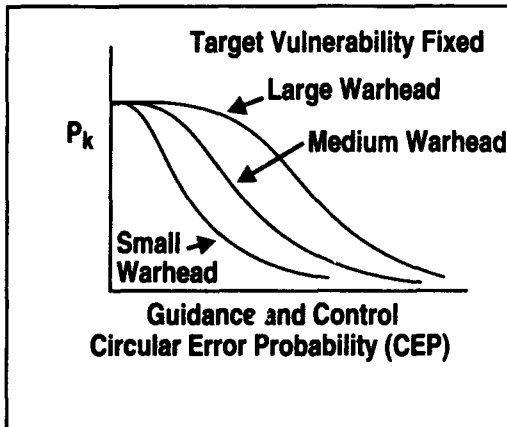 Target Vulnerability Fixed
Large Warhead
Pk
Medium Warhead
Small
Warhead
Guidance and Control
Circular Error Probability (CEP)